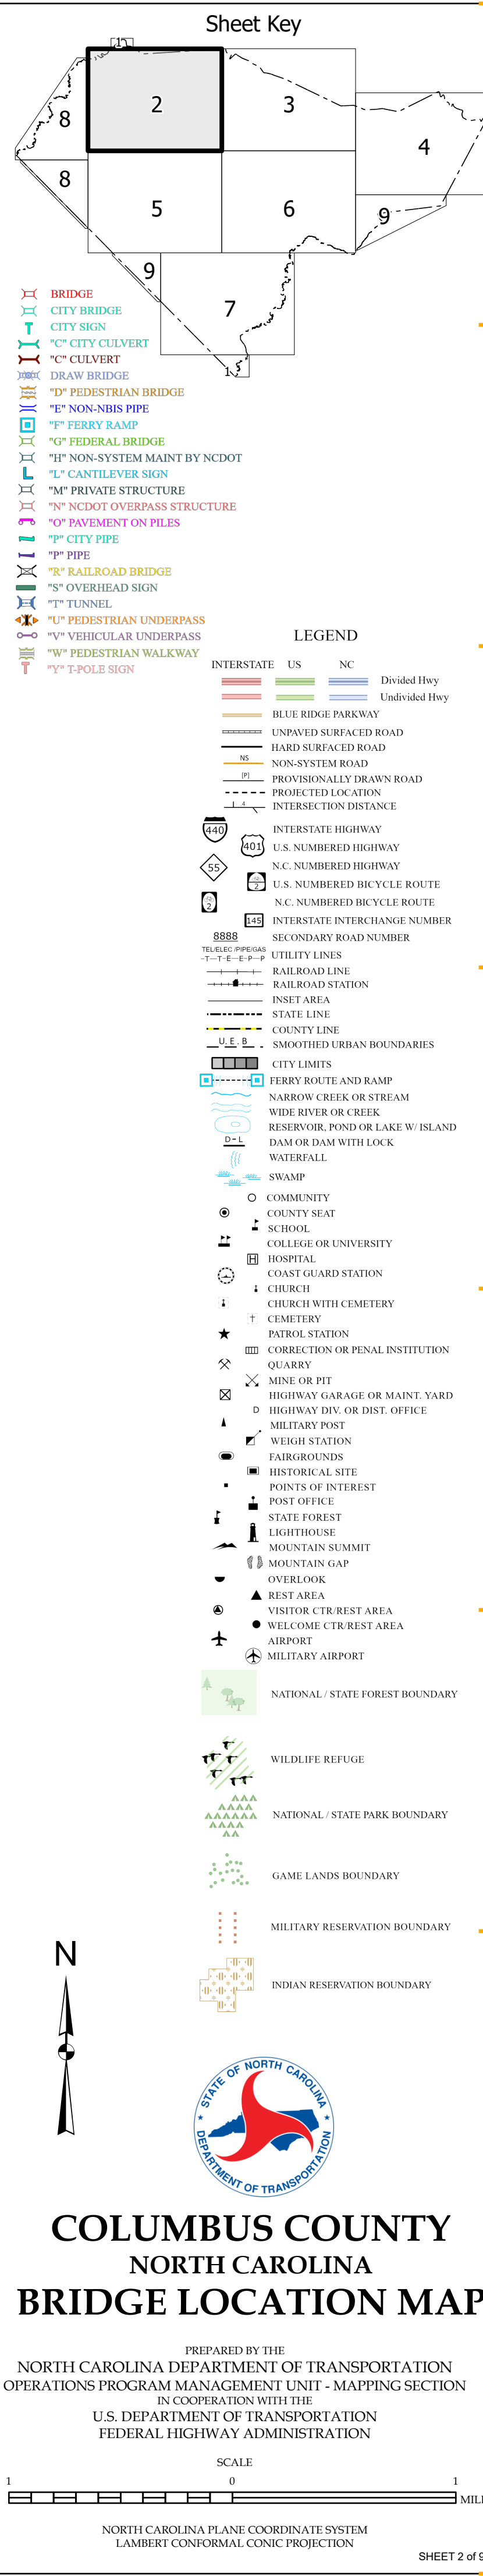 Sheet Key
1
8
2
3
4
8
5
6
9
9
7
1
BRIDGE
CITY BRIDGE
CITY SIGN
"C" CITY CULVERT
"C" CULVERT
DRAW BRIDGE
"D" PEDESTRIAN BRIDGE
"E" NON-NBIS PIPE
"F" FERRY RAMP
"G" FEDERAL BRIDGE
"H" NON-SYSTEM MAINT BY NCDOT
"L" CANTILEVER SIGN
"M" PRIVATE STRUCTURE
"N" NCDOT OVERPASS STRUCTURE
"O" PAVEMENT ON PILES
"P" CITY PIPE
"P" PIPE
"R" RAILROAD BRIDGE
"S" OVERHEAD SIGN
"T" TUNNEL
"U" PEDESTRIAN UNDERPASS
"V" VEHICULAR UNDERPASS
"W" PEDESTRIAN WALKWAY
"Y" T-POLE SIGN
LEGEND
INTERSTATE US NC
Divided Hwy
Undivided Hwy
BLUE RIDGE PARKWAY
UNPAVED SURFACED ROAD
HARD SURFACED ROAD
NS NON-SYSTEM ROAD
[P] PROVISIONALLY DRAWN ROAD
PROJECTED LOCATION
4 INTERSECTION DISTANCE
440 INTERSTATE HIGHWAY
401 U.S. NUMBERED HIGHWAY
55 N.C. NUMBERED HIGHWAY
2 U.S. NUMBERED BICYCLE ROUTE
2 N.C. NUMBERED BICYCLE ROUTE
145 INTERSTATE INTERCHANGE NUMBER
8888 SECONDARY ROAD NUMBER
TEL/ELEC /PIPE/GAS
-T-T-E-E-P-P UTILITY LINES
RAILROAD LINE
RAILROAD STATION
INSET AREA
STATE LINE
COUNTY LINE
U. E. B SMOOTHED URBAN BOUNDARIES
CITY LIMITS
FERRY ROUTE AND RAMP
NARROW CREEK OR STREAM
WIDE RIVER OR CREEK
RESERVOIR, POND OR LAKE W/ ISLAND
D-L DAM OR DAM WITH LOCK
WATERFALL
SWAMP
COMMUNITY
COUNTY SEAT
SCHOOL
COLLEGE OR UNIVERSITY
H HOSPITAL
COAST GUARD STATION
CHURCH
CHURCH WITH CEMETERY
CEMETERY
PATROL STATION
CORRECTION OR PENAL INSTITUTION
QUARRY
MINE OR PIT
HIGHWAY GARAGE OR MAINT. YARD
D HIGHWAY DIV. OR DIST. OFFICE
MILITARY POST
WEIGH STATION
FAIRGROUNDS
HISTORICAL SITE
POINTS OF INTEREST
POST OFFICE
STATE FOREST
LIGHTHOUSE
MOUNTAIN SUMMIT
MOUNTAIN GAP
OVERLOOK
REST AREA
VISITOR CTR/REST AREA
WELCOME CTR/REST AREA
AIRPORT
MILITARY AIRPORT
NATIONAL / STATE FOREST BOUNDARY
WILDLIFE REFUGE
NATIONAL / STATE PARK BOUNDARY
GAME LANDS BOUNDARY
MILITARY RESERVATION BOUNDARY
INDIAN RESERVATION BOUNDARY
N
STATE OF NORTH CAROLINA
DEPARTMENT OF TRANSPORTATION
COLUMBUS COUNTY
NORTH CAROLINA
BRIDGE LOCATION MAP
PREPARED BY THE
NORTH CAROLINA DEPARTMENT OF TRANSPORTATION
OPERATIONS PROGRAM MANAGEMENT UNIT - MAPPING SECTION
IN COOPERATION WITH THE
U.S. DEPARTMENT OF TRANSPORTATION
FEDERAL HIGHWAY ADMINISTRATION
SCALE
1 0 1
MIL
NORTH CAROLINA PLANE COORDINATE SYSTEM
LAMBERT CONFORMAL CONIC PROJECTION
SHEET 2 of 9